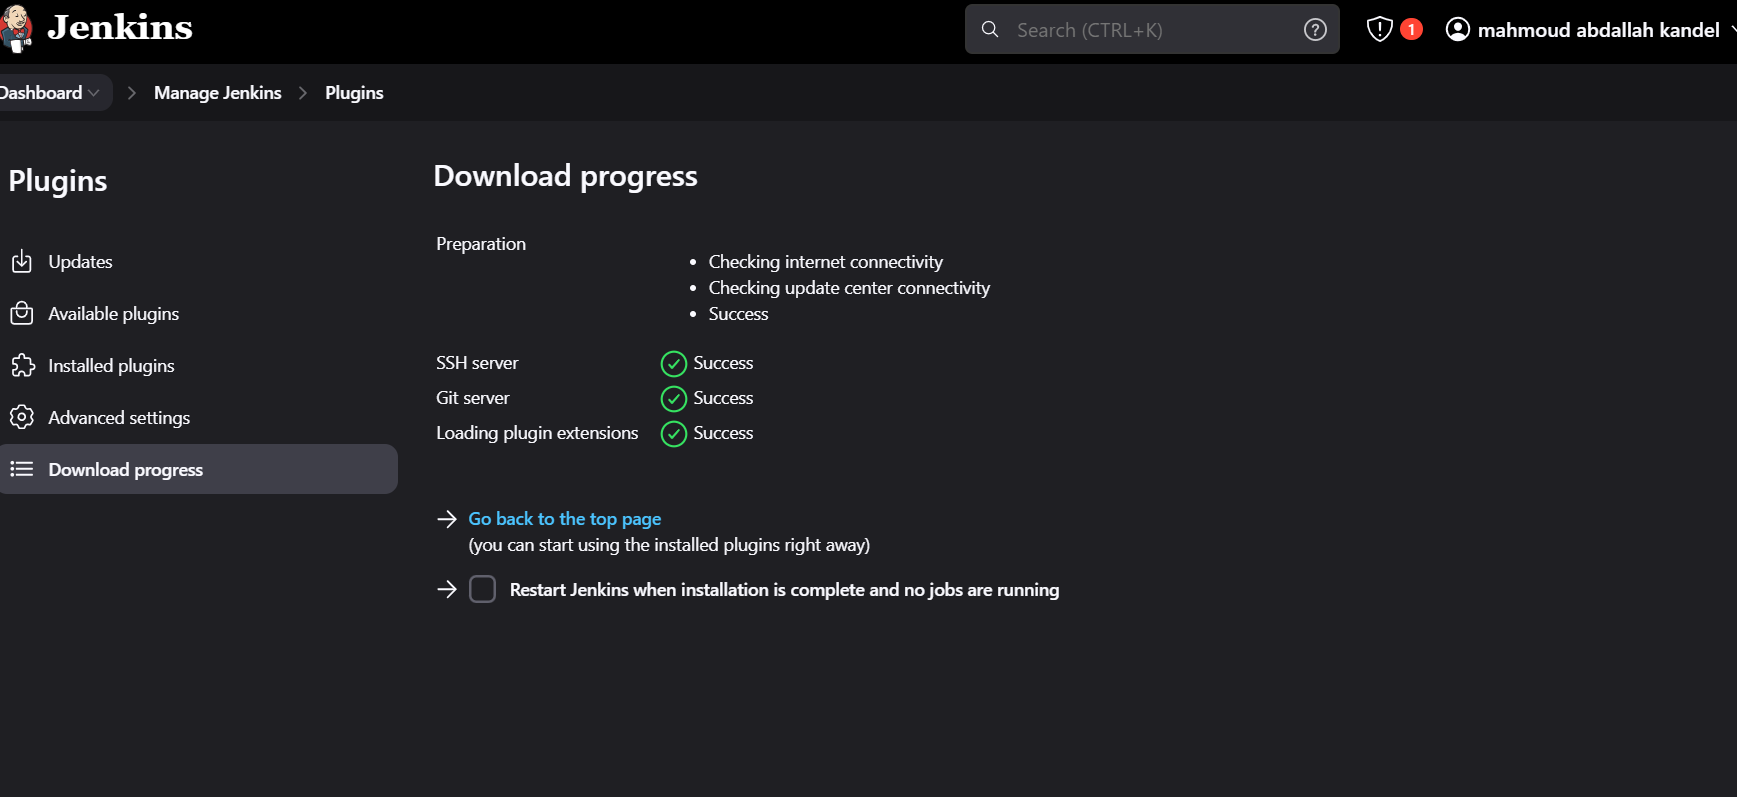 Jenkins
Search (CTRL+K)
1
mahmoud abdallah kandel
Dashboard
Manage Jenkins
Plugins
Plugins
Updates
Available plugins
Installed plugins
Advanced settings
Download progress
Download progress
Preparation
Checking internet connectivity
Checking update center connectivity
Success
SSH server Success
Git server Success
Loading plugin extensions Success
Go back to the top page
(you can start using the installed plugins right away)
Restart Jenkins when installation is complete and no jobs are running